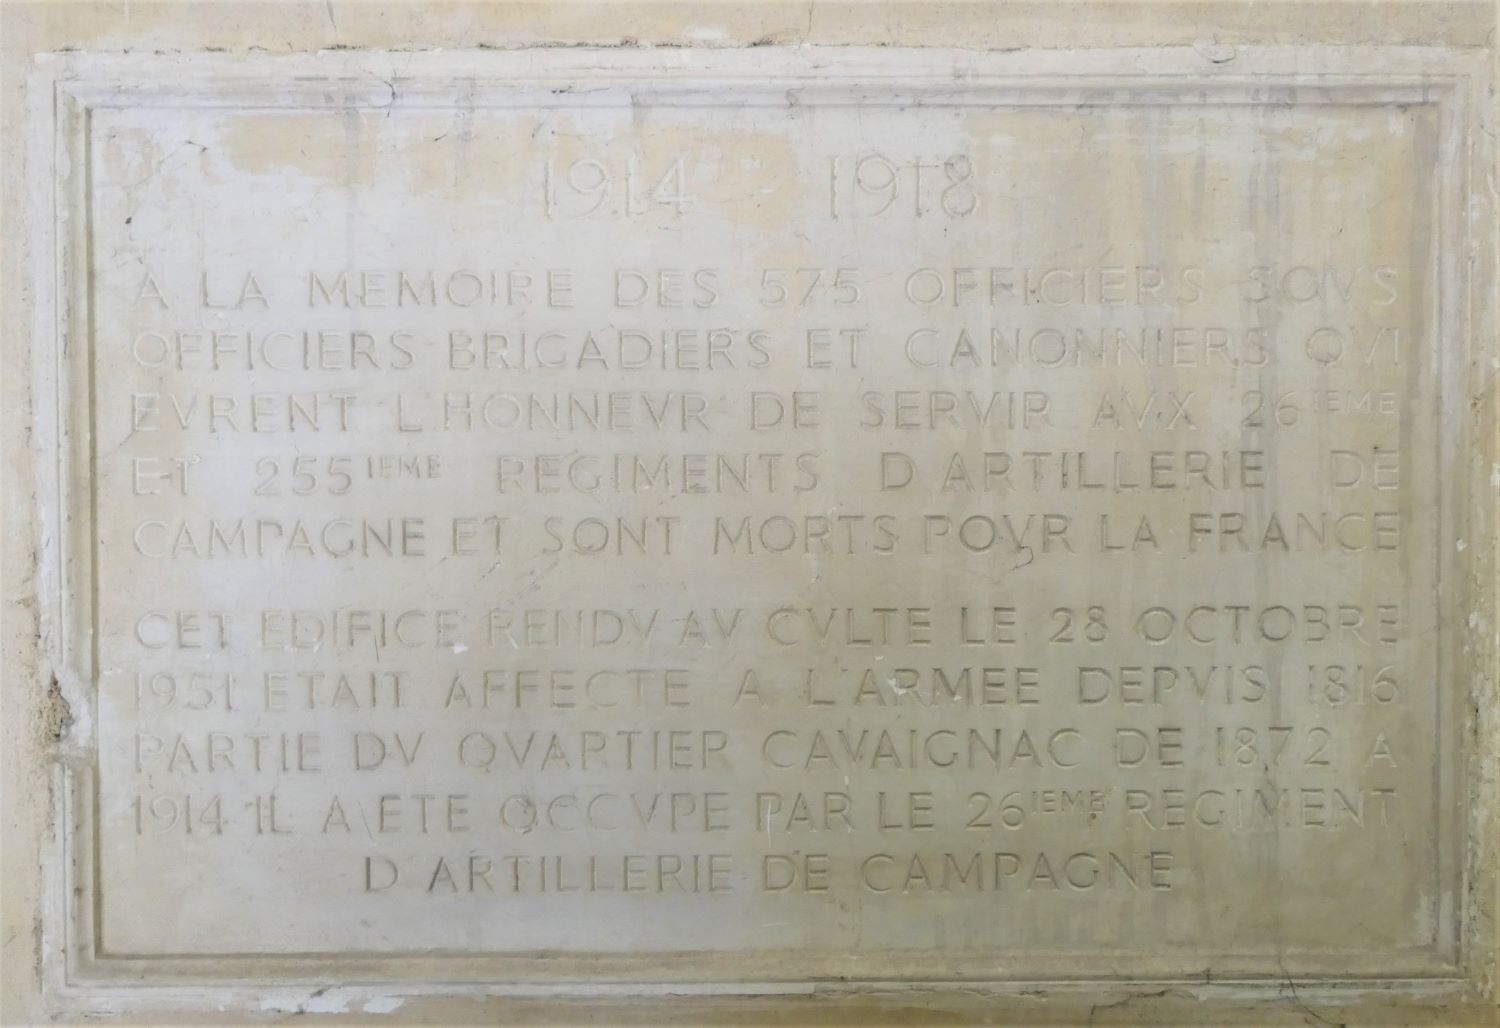 1914 1918
A LA MEMOIRE DES 575 OFFICIERS SOVS
OFFICIERS BRIGADIERS ET CANONNIERS QVI
EVRENT L'HONNEVR DE SERVIR AVX 26IEME
ET 255IEME REGIMENTS D'ARTILLERIE DE
CAMPAGNE ET SONT MORTS POVR LA FRANCE
CET EDIFICE RENDV AV CVLTE LE 28 OCTOBRE
1951 ETAIT AFFECTE A L'ARMEE DEPVIS 1816
PARTIE DV QVARTIER CAVAIGNAC DE 1872 A
1914 IL A ETE OCCVPE PAR LE 26IEME REGIMENT
D'ARTILLERIE DE CAMPAGNE